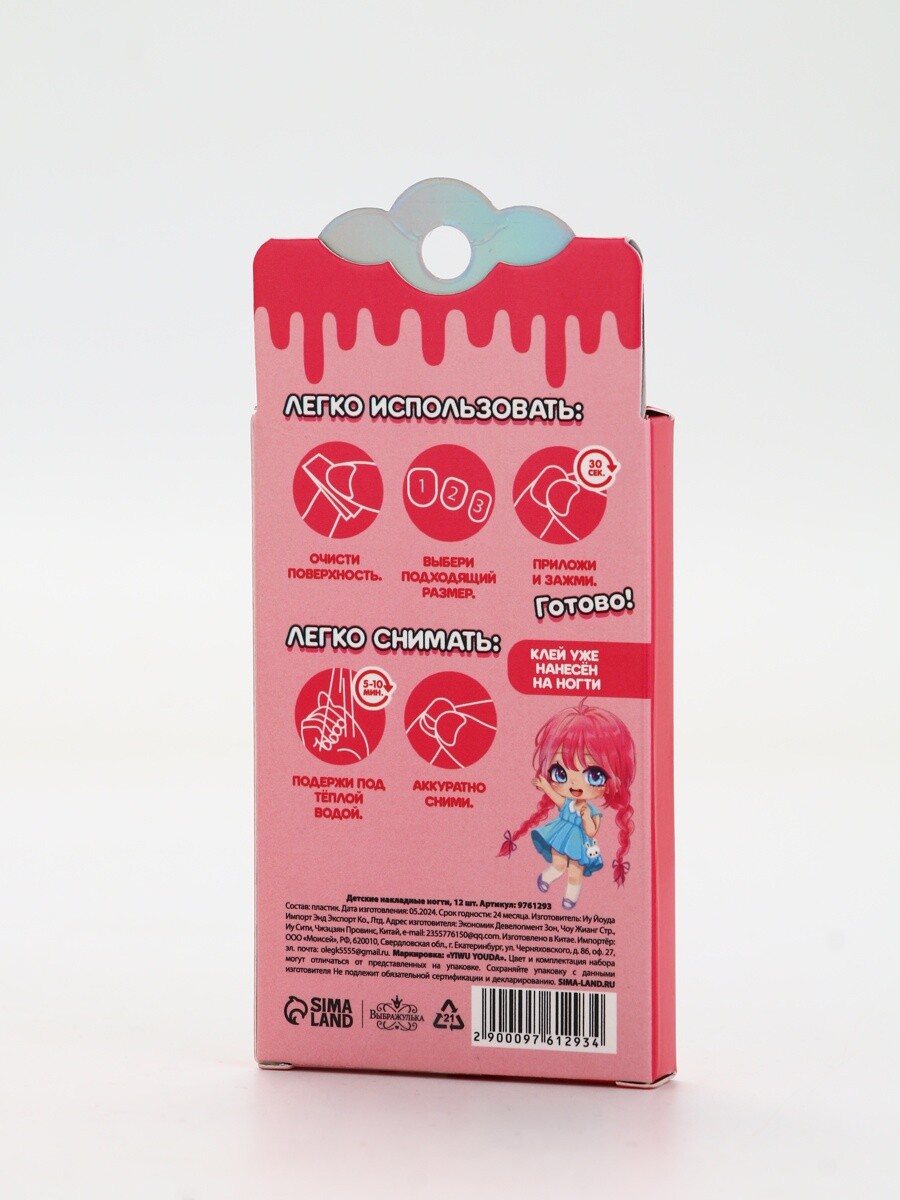 ЛЕГКО ИСПОЛЬЗОВАТЬ:
1 2 3
30
СЕК.
ОЧИСТИ
ПОВЕРХНОСТЬ.
ВЫБЕРИ
ПОДХОДЯЩИЙ
РАЗМЕР.
ПРИЛОЖИ
И ЗАЖМИ.
ГОТОВО!
ЛЕГКО СНИМАТЬ:
КЛЕЙ УЖЕ
НАНЕСЁН
НА НОГТИ
5-10
МИН.
ПОДЕРЖИ ПОД
ТЁПЛОЙ
ВОДОЙ.
АККУРАТНО
СНИМИ.
Детские накладные ногти, 12 шт. Артикул: 9761293
Состав: пластик. Дата изготовления: 05.2024. Срок годности: 24 месяца. Изготовитель: Иу Йоуда
Импорт Энд Экспорт Ко., Лтд. Адрес изготовителя: Экономик Девелопмент Зон, Чоу Жианг Стр.,
Иу Сити, Чжэцзян Провинс, Китай, e-mail: 2355776150@qq.com. Изготовлено в Китае. Импортёр:
ООО «Моисей», РФ, 620010, Свердловская обл., г. Екатеринбург, ул. Черняховского, д. 86, оф. 27,
эл. почта: olegk5555@gmail.ru. Маркировка: «YIWU YOUDA». Цвет и комплектация набора
могут отличаться от представленных на упаковке. Сохраняйте упаковку с данными
изготовителя Не подлежит обязательной сертификации и декларированию. SIMA-LAND.RU
SIMA
LAND
ВЫБРАЖУЛЬКА
21
2 900097 612934